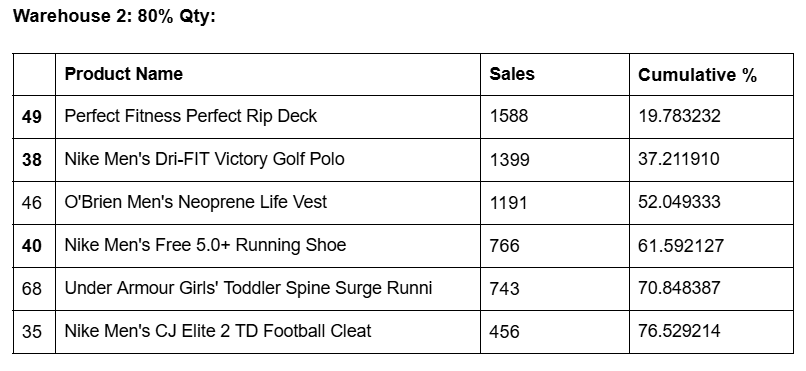 Warehouse 2: 80% Qty:
Product Name Sales Cumulative %
49 Perfect Fitness Perfect Rip Deck 1588 19.783232
38 Nike Men's Dri-FIT Victory Golf Polo 1399 37.211910
46 O'Brien Men's Neoprene Life Vest 1191 52.049333
40 Nike Men's Free 5.0+ Running Shoe 766 61.592127
68 Under Armour Girls' Toddler Spine Surge Runni 743 70.848387
35 Nike Men's CJ Elite 2 TD Football Cleat 456 76.529214